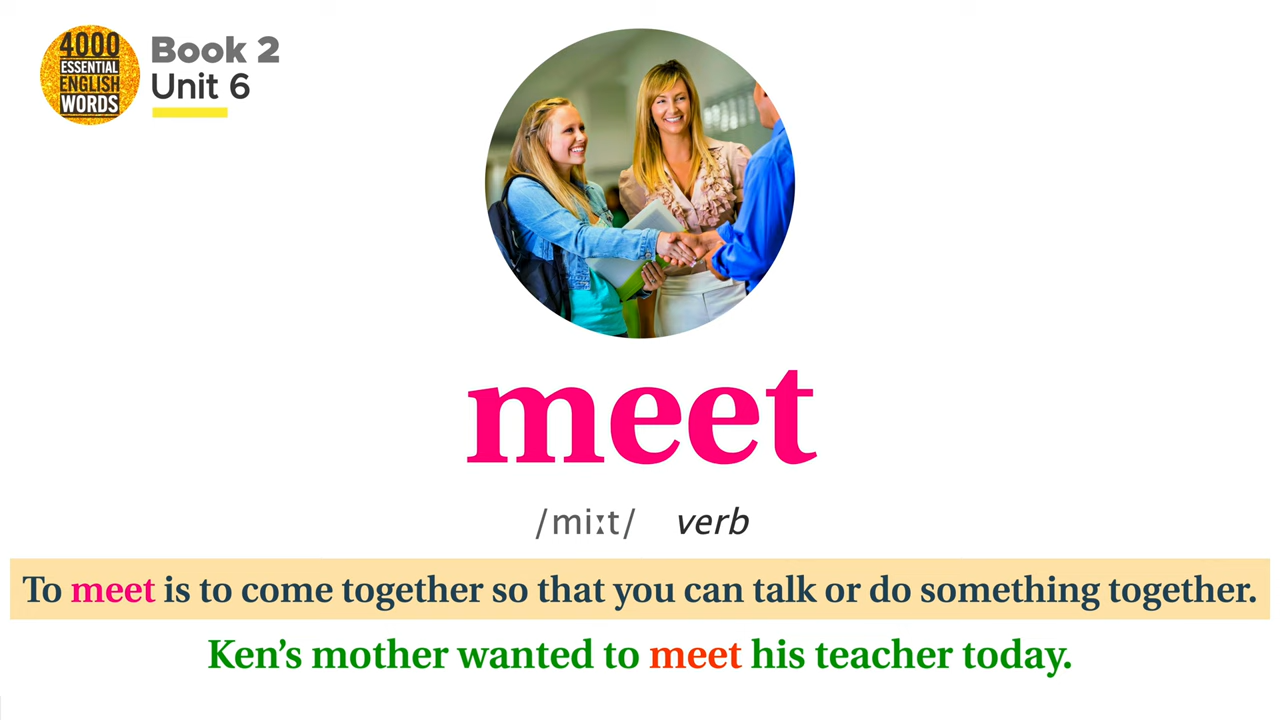 4000
ESSENTIAL
ENGLISH
WORDS
Book 2
Unit 6
meet
/miːt/ verb
To meet is to come together so that you can talk or do something together.
Ken’s mother wanted to meet his teacher today.